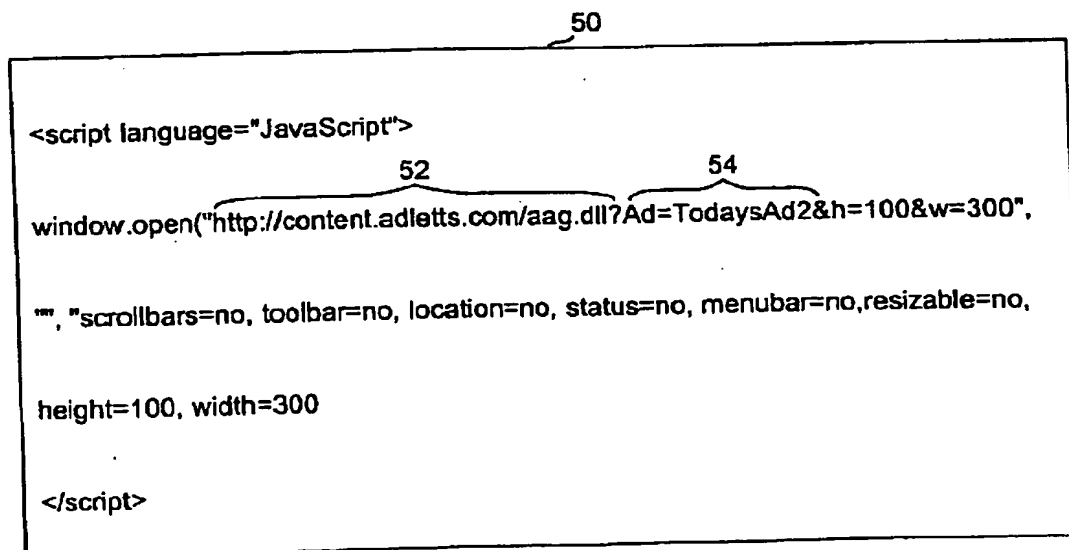 50
<script language="JavaScript">
52 54
window.open("http://content.adletts.com/aag.dll?Ad=TodaysAd2&h=100&w=300",
"", "scrollbars=no, toolbar=no, location=no, status=no, menubar=no,resizable=no,
height=100, width=300
</script>